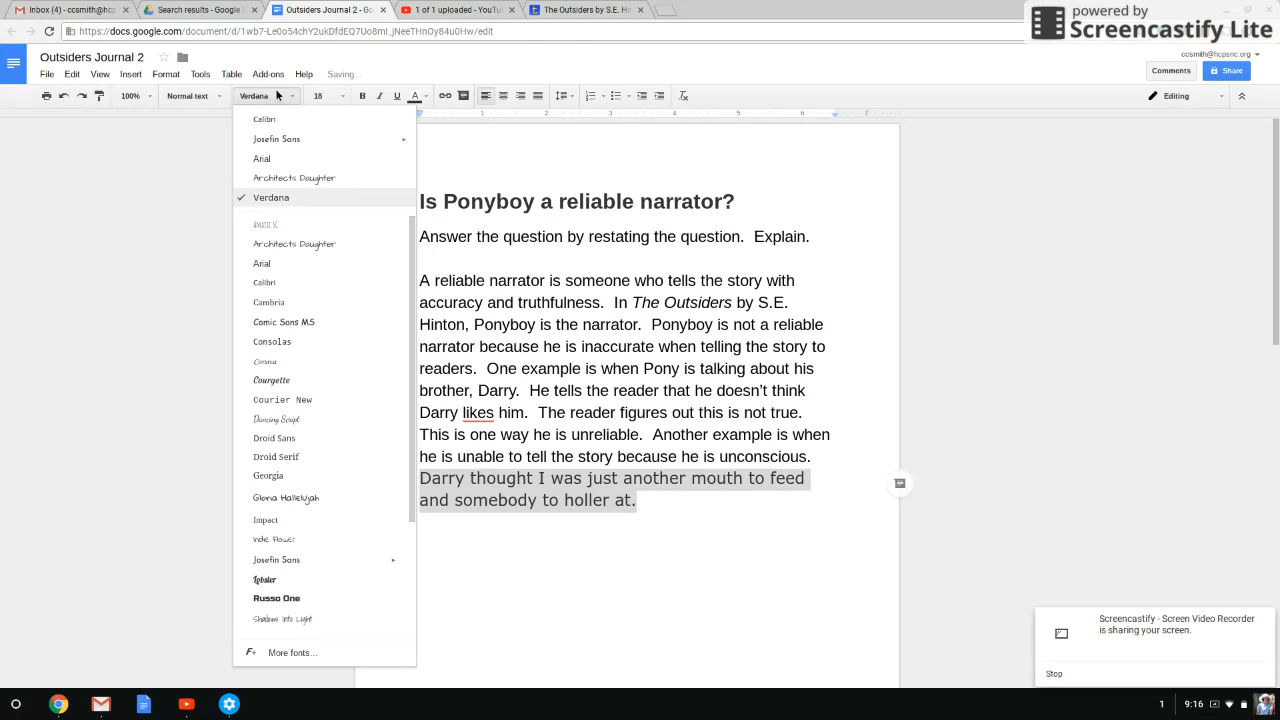 Inbox (4) - ccsmith@hcp
Search results - Google
Outsiders Journal 2 - Go
1 of 1 uploaded - YouTu
The Outsiders by S.E. Hi
powered by
Screencastify Lite
https://docs.google.com/document/d/1wb7-Le0o54chY2ukDfdEQ7Uo8mI_jNeeTHnOy84u0Hw/edit
Outsiders Journal 2
ccsmith@hcpsnc.org
File Edit View Insert Format Tools Table Add-ons Help Saving...
Comments Share
100% Normal text Verdana 18 B I U A Editing
1 2 3 4 5 6 7
Calibri
Josefin Sans
Arial
Architects Daughter
Verdana
Amatic SC
Architects Daughter
Arial
Calibri
Cambria
Comic Sans MS
Consolas
Corsiva
Courgette
Courier New
Dancing Script
Droid Sans
Droid Serif
Georgia
Gloria Hallelujah
Impact
Indie Flower
Josefin Sans
Lobster
Russo One
Shadows Into Light
More fonts...
Is Ponyboy a reliable narrator?
Answer the question by restating the question.  Explain.
A reliable narrator is someone who tells the story with
accuracy and truthfulness.  In The Outsiders by S.E.
Hinton, Ponyboy is the narrator.  Ponyboy is not a reliable
narrator because he is inaccurate when telling the story to
readers.  One example is when Pony is talking about his
brother, Darry.  He tells the reader that he doesn't think
Darry likes him.  The reader figures out this is not true.
This is one way he is unreliable.  Another example is when
he is unable to tell the story because he is unconscious.
Darry thought I was just another mouth to feed
and somebody to holler at.
Screencastify - Screen Video Recorder
is sharing your screen.
Stop
1 9:16